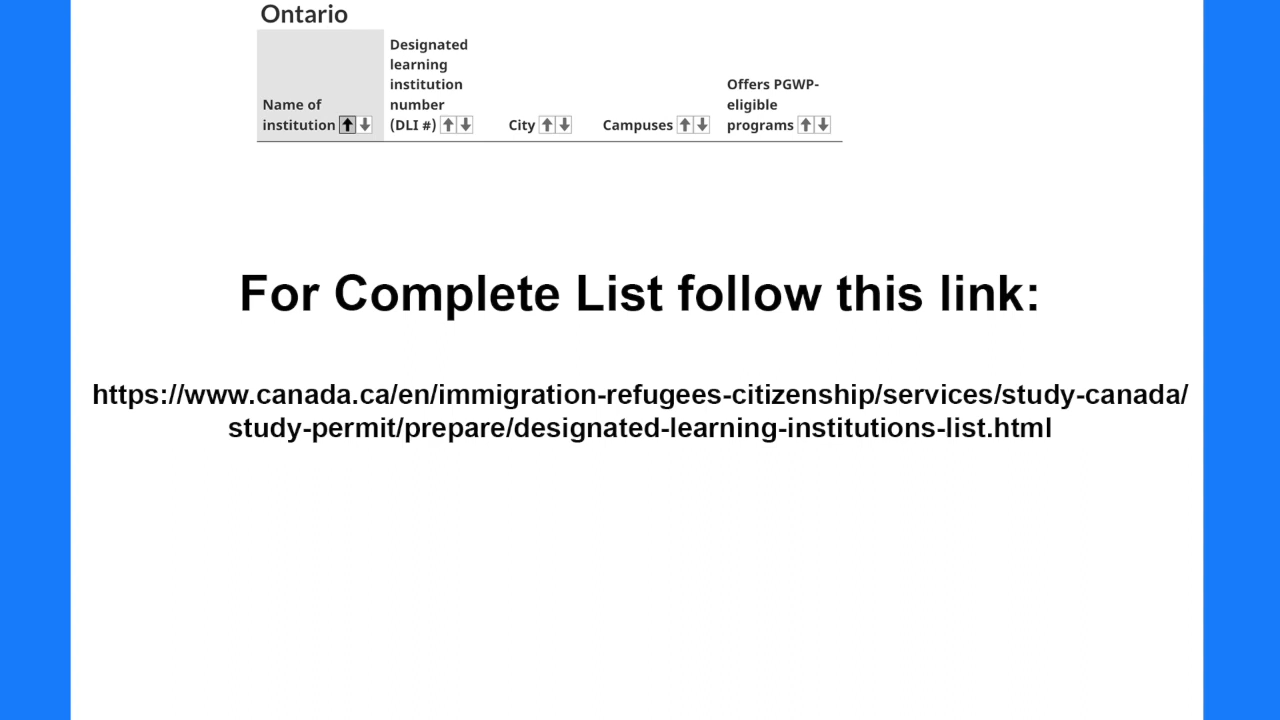 Ontario
Designated
learning
institution
Name of number
institution (DLI #) City Campuses
Offers PGWP-
eligible
programs
For Complete List follow this link:
https://www.canada.ca/en/immigration-refugees-citizenship/services/study-canada/
study-permit/prepare/designated-learning-institutions-list.html